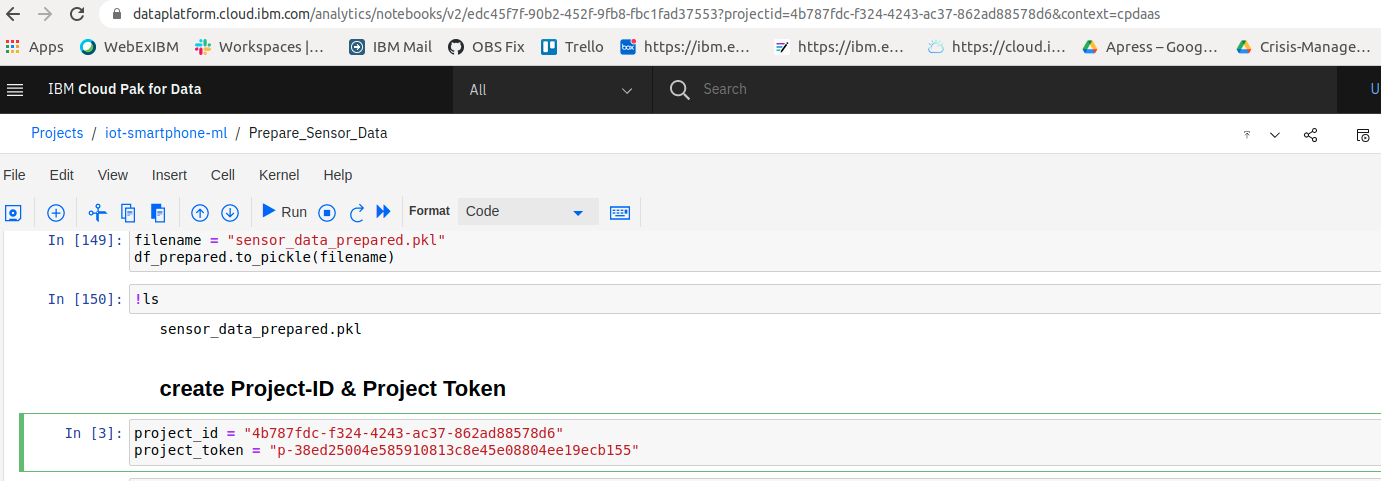 dataplatform.cloud.ibm.com/analytics/notebooks/v2/edc45f7f-90b2-452f-9fb8-fbc1fad37553?projectid=4b787fdc-f324-4243-ac37-862ad88578d6&context=cpdaas
Apps WebExIBM Workspaces |... IBM Mail OBS Fix Trello box https://ibm.e... https://ibm.e... https://cloud.i... Apress – Goog... Crisis-Manage...
IBM Cloud Pak for Data All Search U
Projects / iot-smartphone-ml / Prepare_Sensor_Data
File Edit View Insert Cell Kernel Help
Run Format Code
In [149]: filename = "sensor_data_prepared.pkl"
df_prepared.to_pickle(filename)
In [150]: !ls
sensor_data_prepared.pkl
create Project-ID & Project Token
In [3]: project_id = "4b787fdc-f324-4243-ac37-862ad88578d6"
project_token = "p-38ed25004e585910813c8e45e08804ee19ecb155"